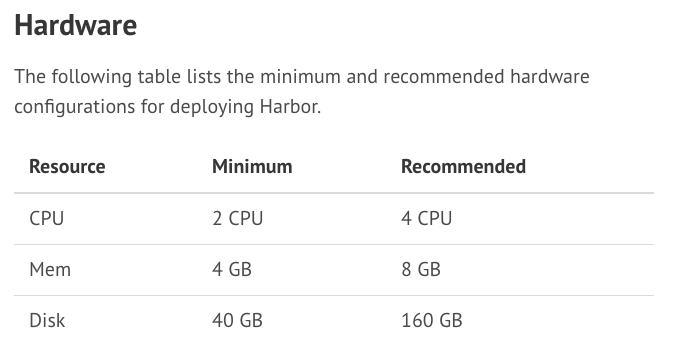 Hardware
The following table lists the minimum and recommended hardware
configurations for deploying Harbor.
Resource Minimum Recommended
CPU 2 CPU 4 CPU
Mem 4 GB 8 GB
Disk 40 GB 160 GB